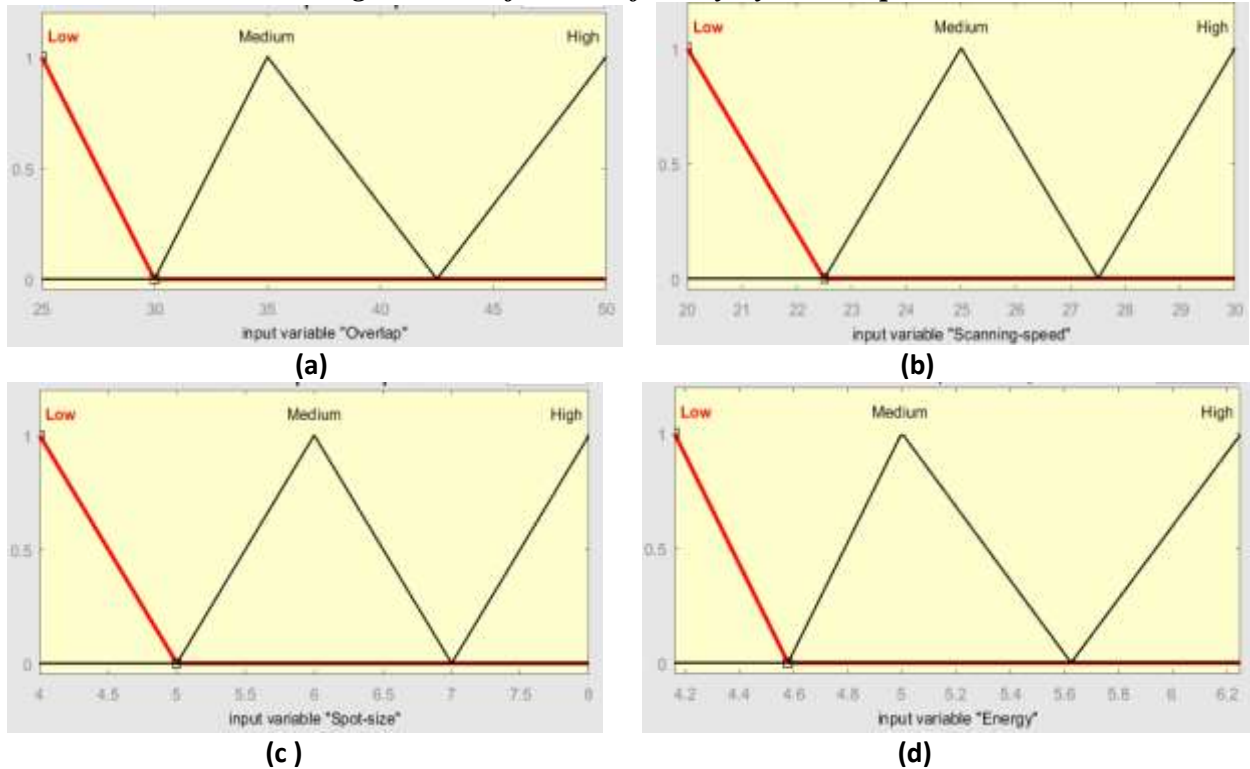 Low Medium High
1
0.5
0
25 30 35 40 45 50
input variable "Overlap"
(a)
Low Medium High
1
0.5
0
20 21 22 23 24 25 26 27 28 29 30
input variable "Scanning-speed"
(b)
Low Medium High
1
0.5
0
4 4.5 5 5.5 6 6.5 7 7.5 8
input variable "Spot-size"
(c )
Low Medium High
1
0.5
0
4.2 4.4 4.6 4.8 5 5.2 5.4 5.6 5.8 6 6.2
input variable "Energy"
(d)